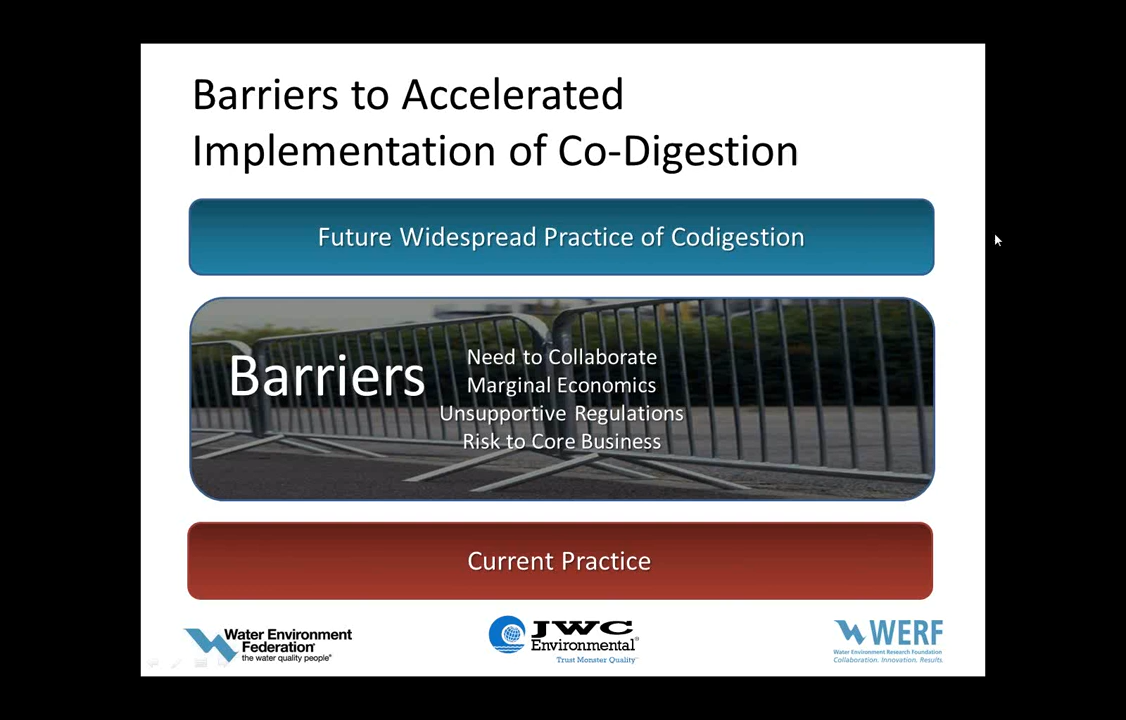 Barriers to Accelerated
Implementation of Co-Digestion
Future Widespread Practice of Codigestion
Barriers
Need to Collaborate
Marginal Economics
Unsupportive Regulations
Risk to Core Business
Current Practice
Water Environment
Federation®
the water quality people®
JWC
Environmental®
Trust Monster Quality™
WERF
Water Environment Research Foundation
Collaboration. Innovation. Results.